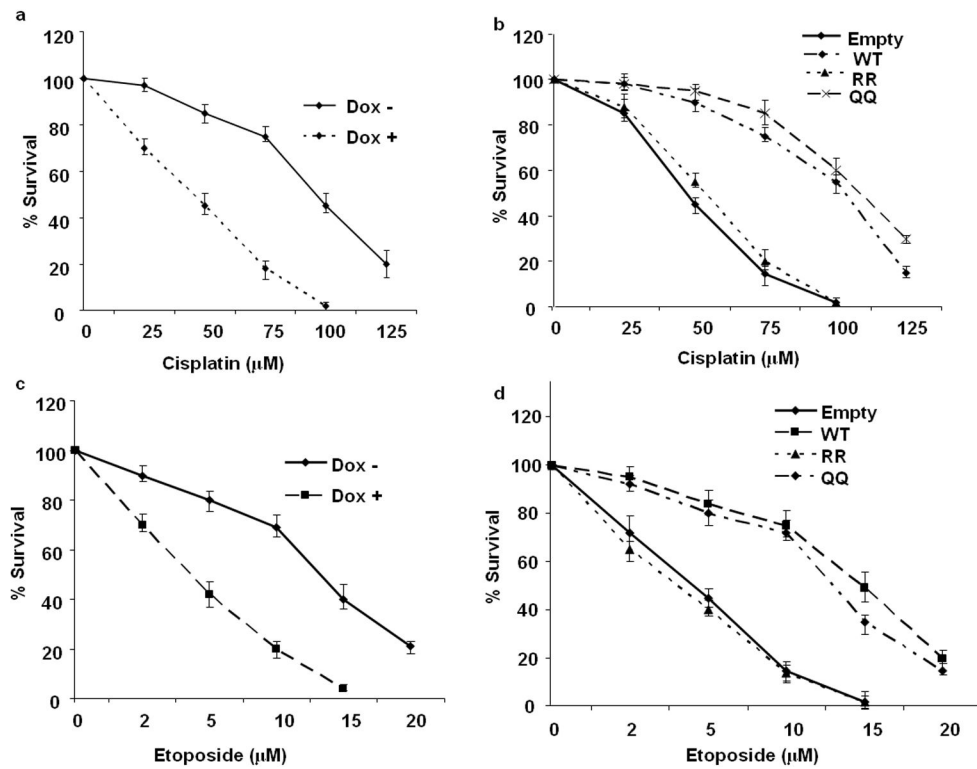 a
120
100
80
60
40
20
0
% Survival
Dox -
Dox +
0 25 50 75 100 125
Cisplatin (μM)
b
120
100
80
60
40
20
0
% Survival
Empty
WT
RR
QQ
0 25 50 75 100 125
Cisplatin (μM)
c
120
100
80
60
40
20
0
% Survival
Dox -
Dox +
0 2 5 10 15 20
Etoposide (μM)
d
120
100
80
60
40
20
0
% Survival
Empty
WT
RR
QQ
0 2 5 10 15 20
Etoposide (μM)